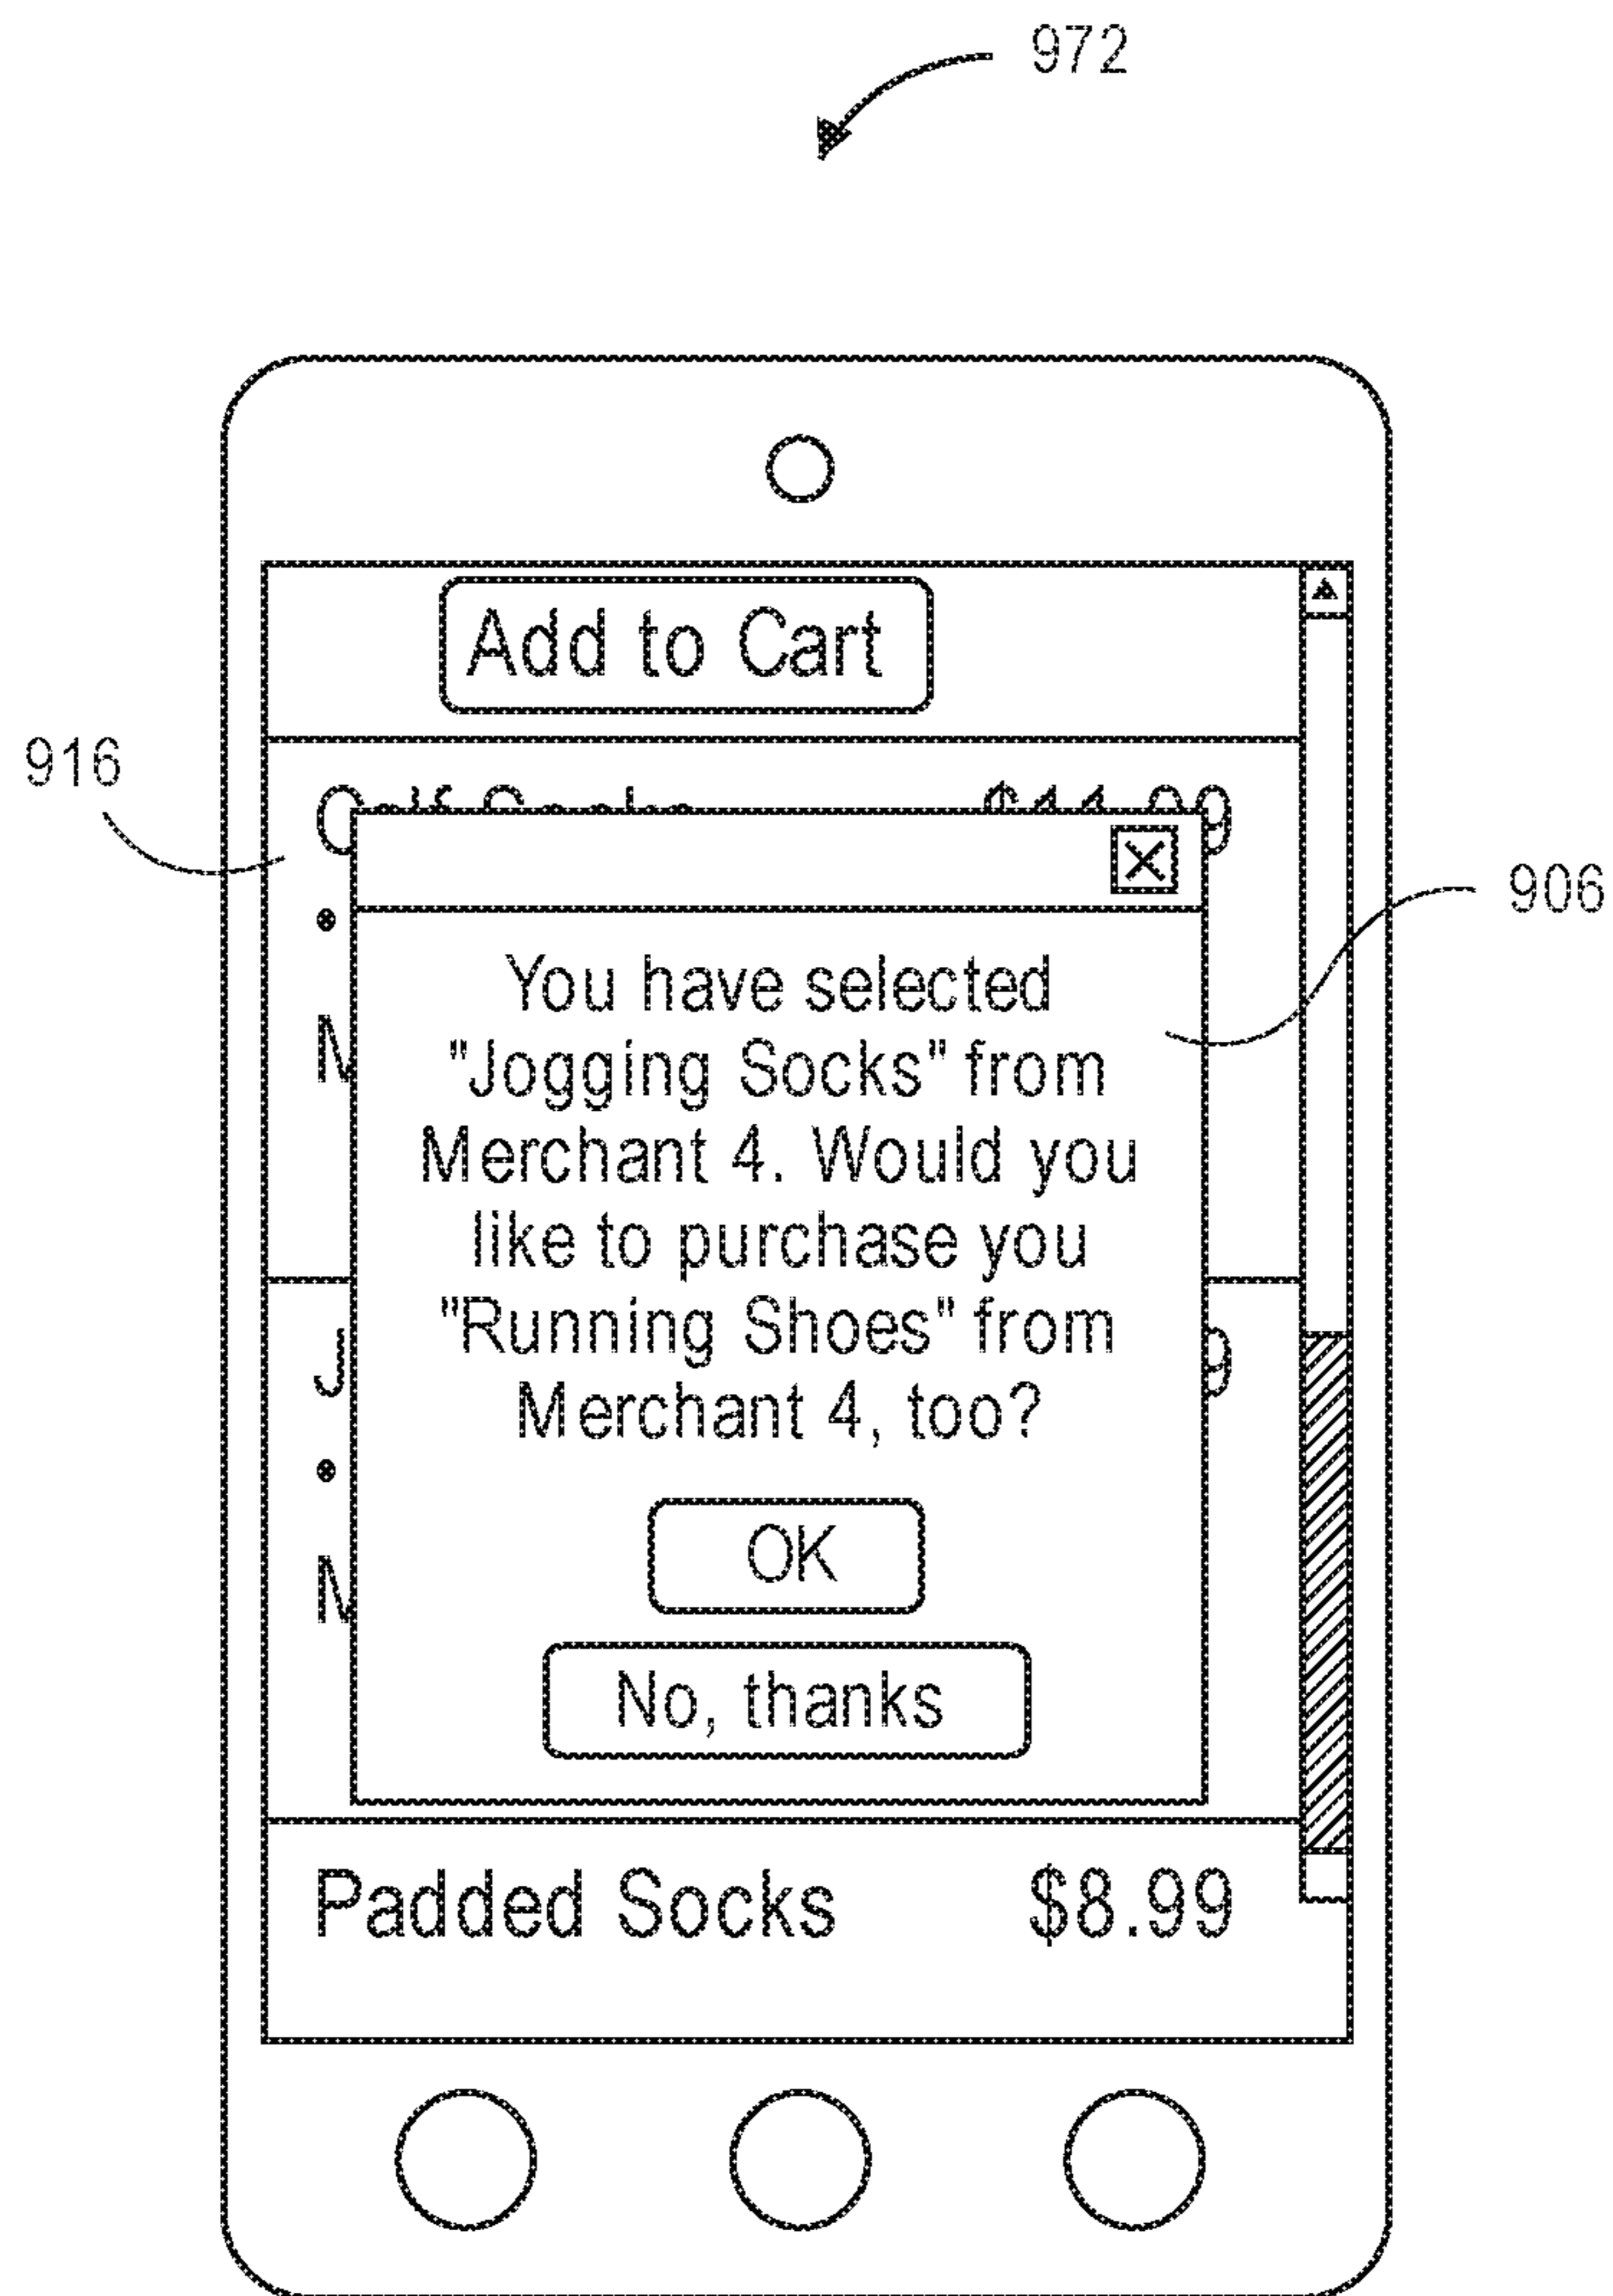 972
Add to Cart
916
906
You have selected
"Jogging Socks" from
Merchant 4. Would you
like to purchase you
"Running Shoes" from
Merchant 4, too?
OK
No, thanks
Padded Socks $8.99